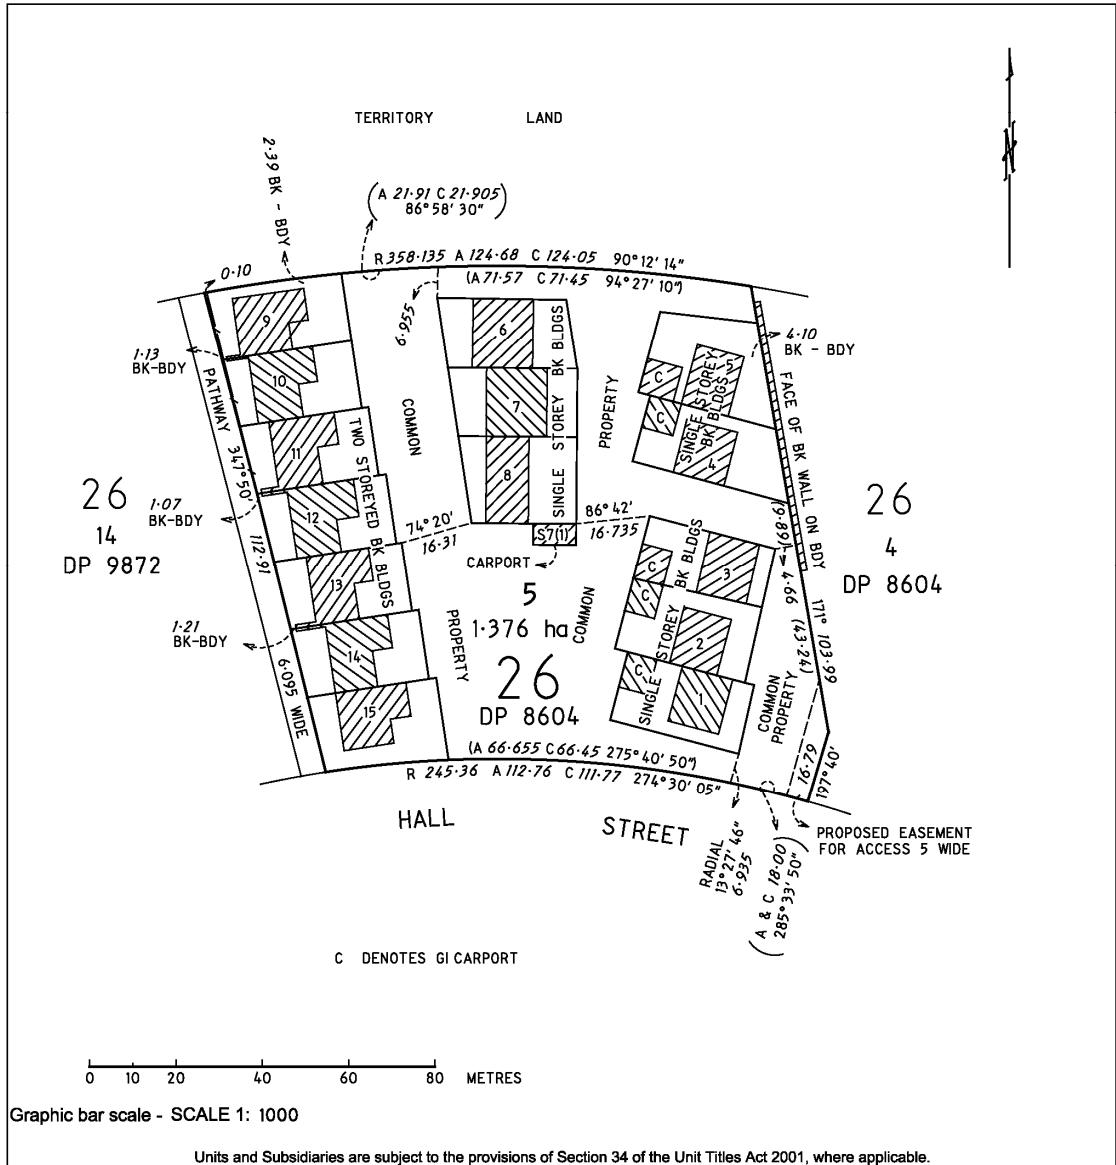 TERRITORY LAND
N
2·39 BK - BDY
(A 21·91 C 21·905)
86° 58' 30"
0·10
R 358·135 A 124·68 C 124·05 90° 12' 14"
(A 71·57 C 71·45 94° 27' 10")
6·955
4·10
BK - BDY
1·13
BK-BDY
PATHWAY 347° 50' 112·91
6·095 WIDE
9
10
11
12
13
14
15
TWO STOREYED BK BLDGS
COMMON
PROPERTY
6
7
8
SINGLE STOREY BK BLDGS
PROPERTY
COMMON
C
5
C
4
SINGLE STOREY
BK BLDGS
FACE OF BK WALL ON BDY
171° 103·99
26
14
DP 9872
1·07
BK-BDY
26
4
DP 8604
74° 20'
16·31
86° 42'
16·735
S7(1)
CARPORT
5
1·376 ha
26
DP 8604
1·21
BK-BDY
(9·89)
4·66
(43·24)
C
3
C
2
C
1
SINGLE STOREY BK BLDGS
COMMON
PROPERTY
16·79
197° 40'
(A 66·655 C 66·45 275° 40' 50")
R 245·36 A 112·76 C 111·77 274° 30' 05"
HALL STREET
RADIAL
13° 27' 46"
6·935
(A & C 18·00)
285° 33' 50"
PROPOSED EASEMENT
FOR ACCESS 5 WIDE
C DENOTES GI CARPORT
0 10 20 40 60 80 METRES
Graphic bar scale - SCALE 1: 1000
Units and Subsidiaries are subject to the provisions of Section 34 of the Unit Titles Act 2001, where applicable.